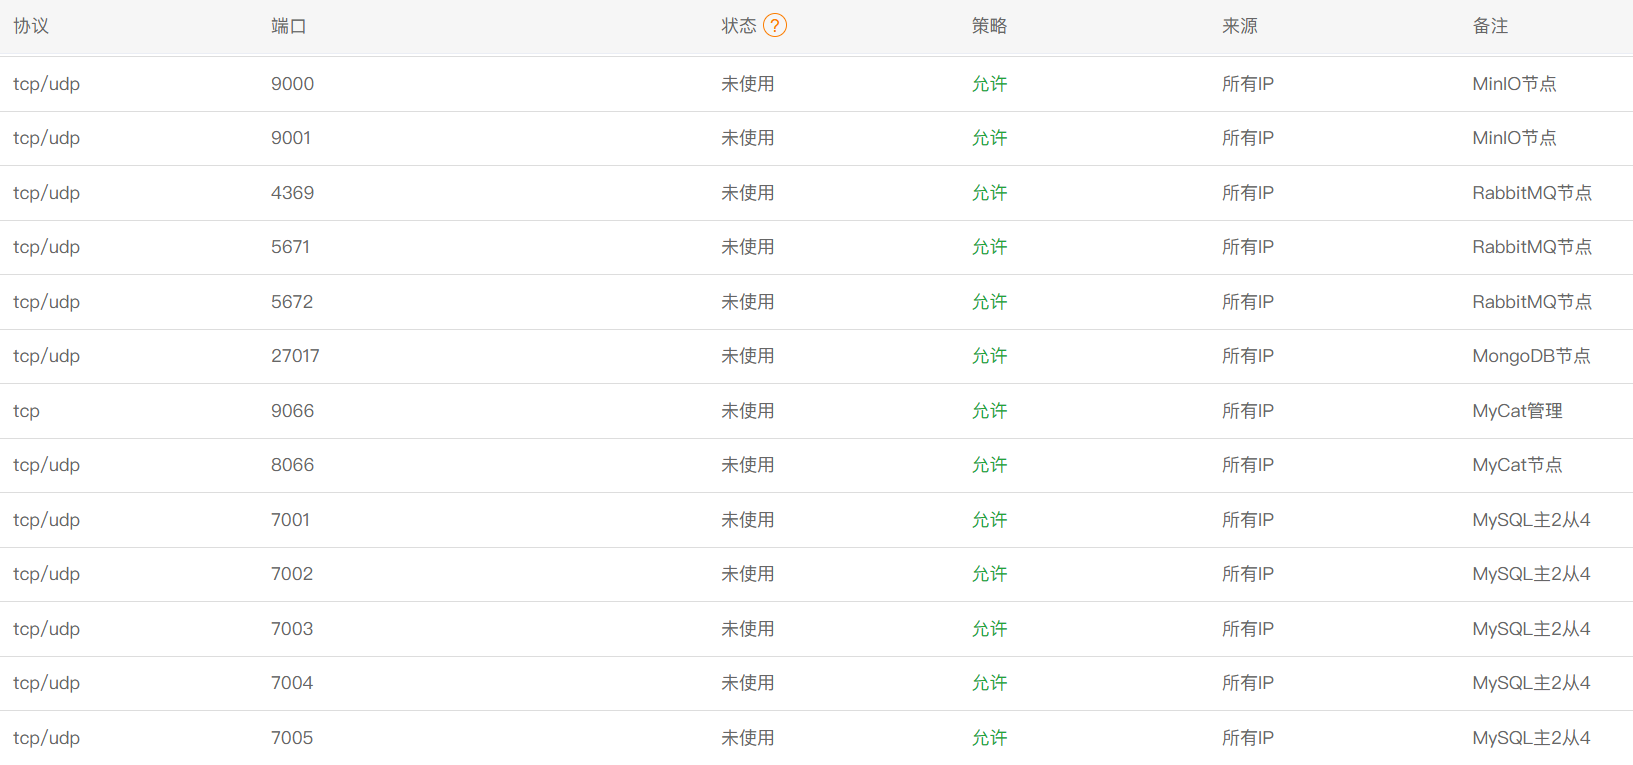 协议 端口 状态 ? 策略 来源 备注
tcp/udp 9000 未使用 允许 所有IP MinIO节点
tcp/udp 9001 未使用 允许 所有IP MinIO节点
tcp/udp 4369 未使用 允许 所有IP RabbitMQ节点
tcp/udp 5671 未使用 允许 所有IP RabbitMQ节点
tcp/udp 5672 未使用 允许 所有IP RabbitMQ节点
tcp/udp 27017 未使用 允许 所有IP MongoDB节点
tcp 9066 未使用 允许 所有IP MyCat管理
tcp/udp 8066 未使用 允许 所有IP MyCat节点
tcp/udp 7001 未使用 允许 所有IP MySQL主2从4
tcp/udp 7002 未使用 允许 所有IP MySQL主2从4
tcp/udp 7003 未使用 允许 所有IP MySQL主2从4
tcp/udp 7004 未使用 允许 所有IP MySQL主2从4
tcp/udp 7005 未使用 允许 所有IP MySQL主2从4